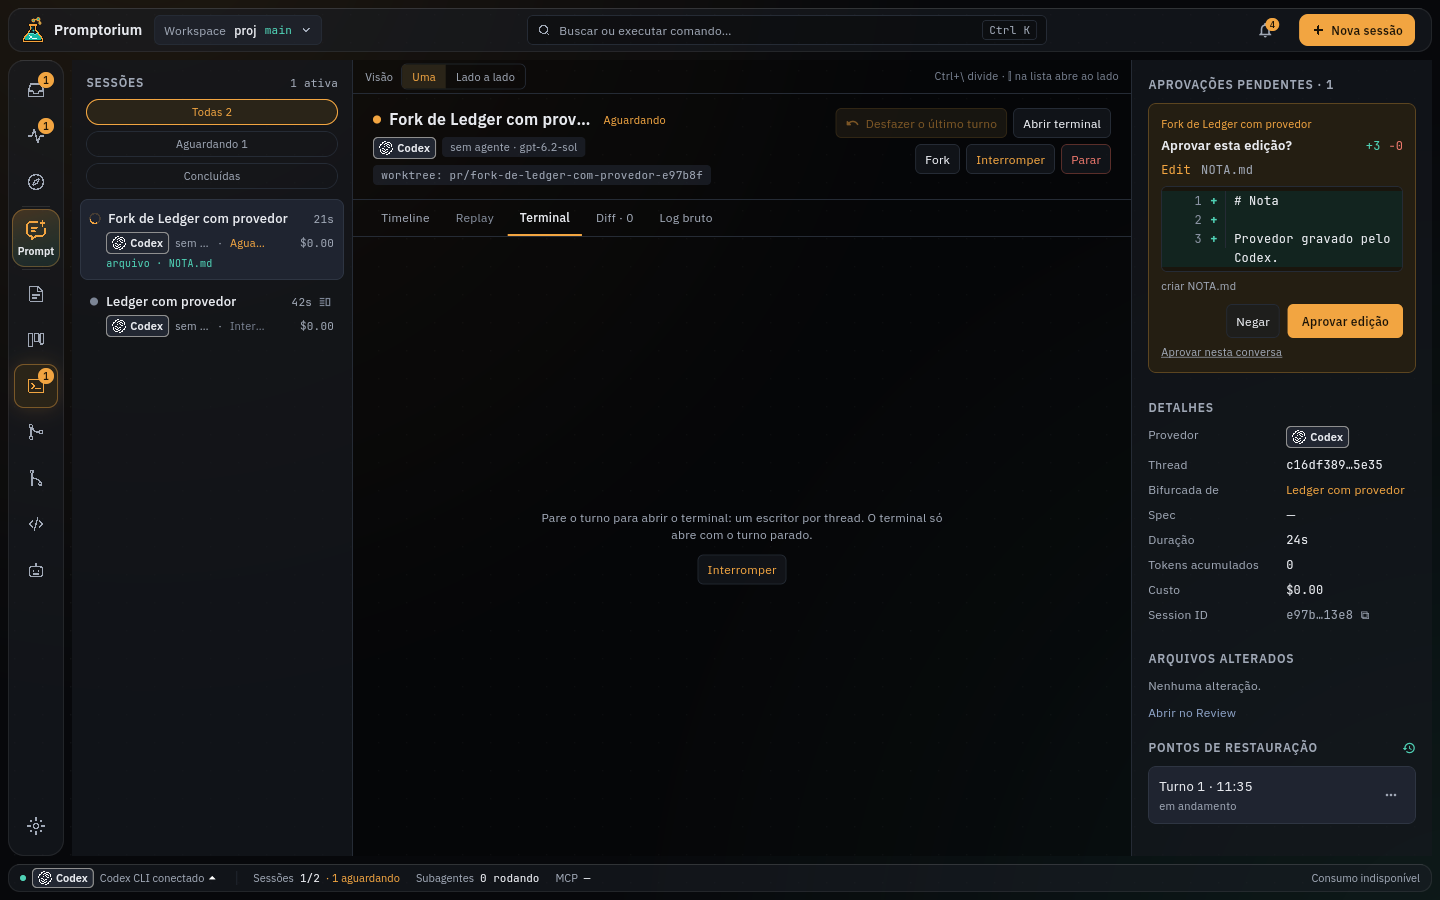 Promptorium
Workspace proj main
Buscar ou executar comando...
Ctrl K
4
Nova sessão
1
1
Prompt
1
SESSÕES
1 ativa
Todas 2
Aguardando 1
Concluídas
Fork de Ledger com provedor
21s
Codex
sem ... · Agua...
$0.00
arquivo · NOTA.md
Ledger com provedor
42s
Codex
sem ... · Inter...
$0.00
Visão
Uma
Lado a lado
Ctrl+\ divide · ⫿ na lista abre ao lado
Fork de Ledger com prov...
Aguardando
Codex
sem agente · gpt-6.2-sol
worktree: pr/fork-de-ledger-com-provedor-e97b8f
Desfazer o último turno
Abrir terminal
Fork
Interromper
Parar
Timeline
Replay
Terminal
Diff · 0
Log bruto
Pare o turno para abrir o terminal: um escritor por thread. O terminal só
abre com o turno parado.
Interromper
APROVAÇÕES PENDENTES · 1
Fork de Ledger com provedor
Aprovar esta edição?
+3 -0
Edit NOTA.md
1 + # Nota
2 +
3 + Provedor gravado pelo
Codex.
criar NOTA.md
Negar
Aprovar edição
Aprovar nesta conversa
DETALHES
Provedor
Codex
Thread
c16df389…5e35
Bifurcada de
Ledger com provedor
Spec
—
Duração
24s
Tokens acumulados
0
Custo
$0.00
Session ID
e97b…13e8
ARQUIVOS ALTERADOS
Nenhuma alteração.
Abrir no Review
PONTOS DE RESTAURAÇÃO
Turno 1 · 11:35
em andamento
Codex
Codex CLI conectado
Sessões 1/2 · 1 aguardando
Subagentes 0 rodando
MCP —
Consumo indisponível